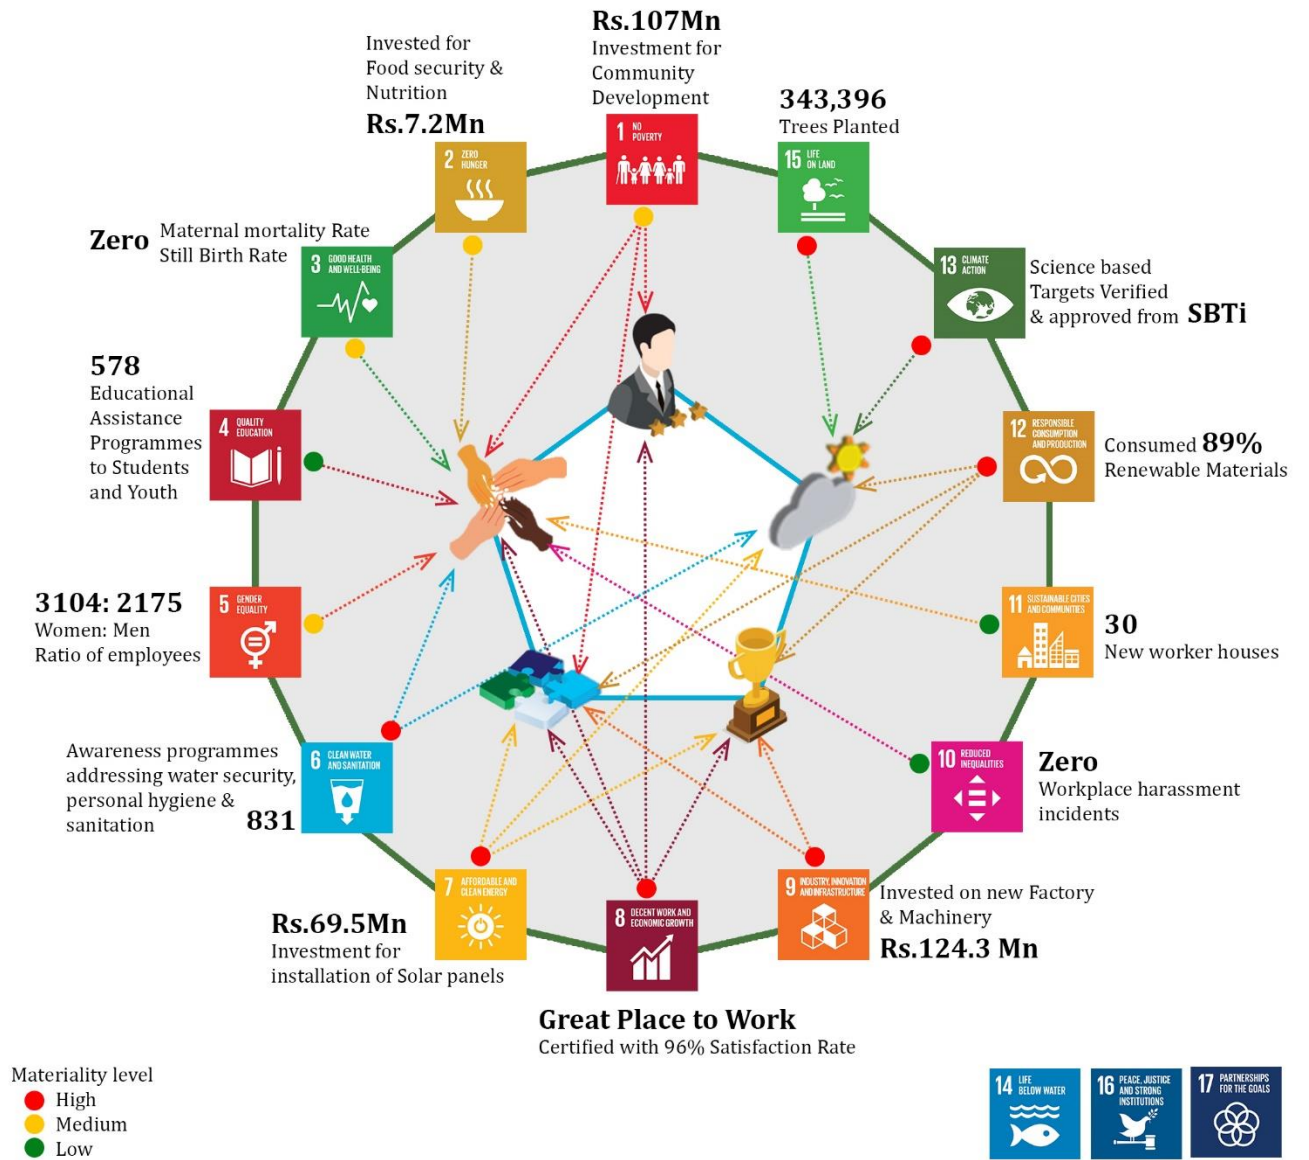 Rs.107Mn
Investment for
Community
Development
Invested for
Food security &
Nutrition
Rs.7.2Mn
343,396
Trees Planted
1 NO
POVERTY
2 ZERO
HUNGER
15 LIFE
ON LAND
Zero
Maternal mortality Rate
Still Birth Rate
3 GOOD HEALTH
AND WELL-BEING
13 CLIMATE
ACTION
Science based
Targets Verified
& approved from SBTi
578
Educational
Assistance
Programmes
to Students
and Youth
4 QUALITY
EDUCATION
12 RESPONSIBLE
CONSUMPTION
AND PRODUCTION
Consumed 89%
Renewable Materials
3104: 2175
Women: Men
Ratio of employees
5 GENDER
EQUALITY
11 SUSTAINABLE CITIES
AND COMMUNITIES
30
New worker houses
Awareness programmes
addressing water security,
personal hygiene &
sanitation
831
6 CLEAN WATER
AND SANITATION
10 REDUCED
INEQUALITIES
Zero
Workplace harassment
incidents
Rs.69.5Mn
Investment for
installation of Solar panels
7 AFFORDABLE AND
CLEAN ENERGY
8 DECENT WORK AND
ECONOMIC GROWTH
9 INDUSTRY, INNOVATION
AND INFRASTRUCTURE
Invested on new Factory
& Machinery
Rs.124.3 Mn
Great Place to Work
Certified with 96% Satisfaction Rate
Materiality level
High
Medium
Low
14 LIFE
BELOW WATER
16 PEACE, JUSTICE
AND STRONG
INSTITUTIONS
17 PARTNERSHIPS
FOR THE GOALS